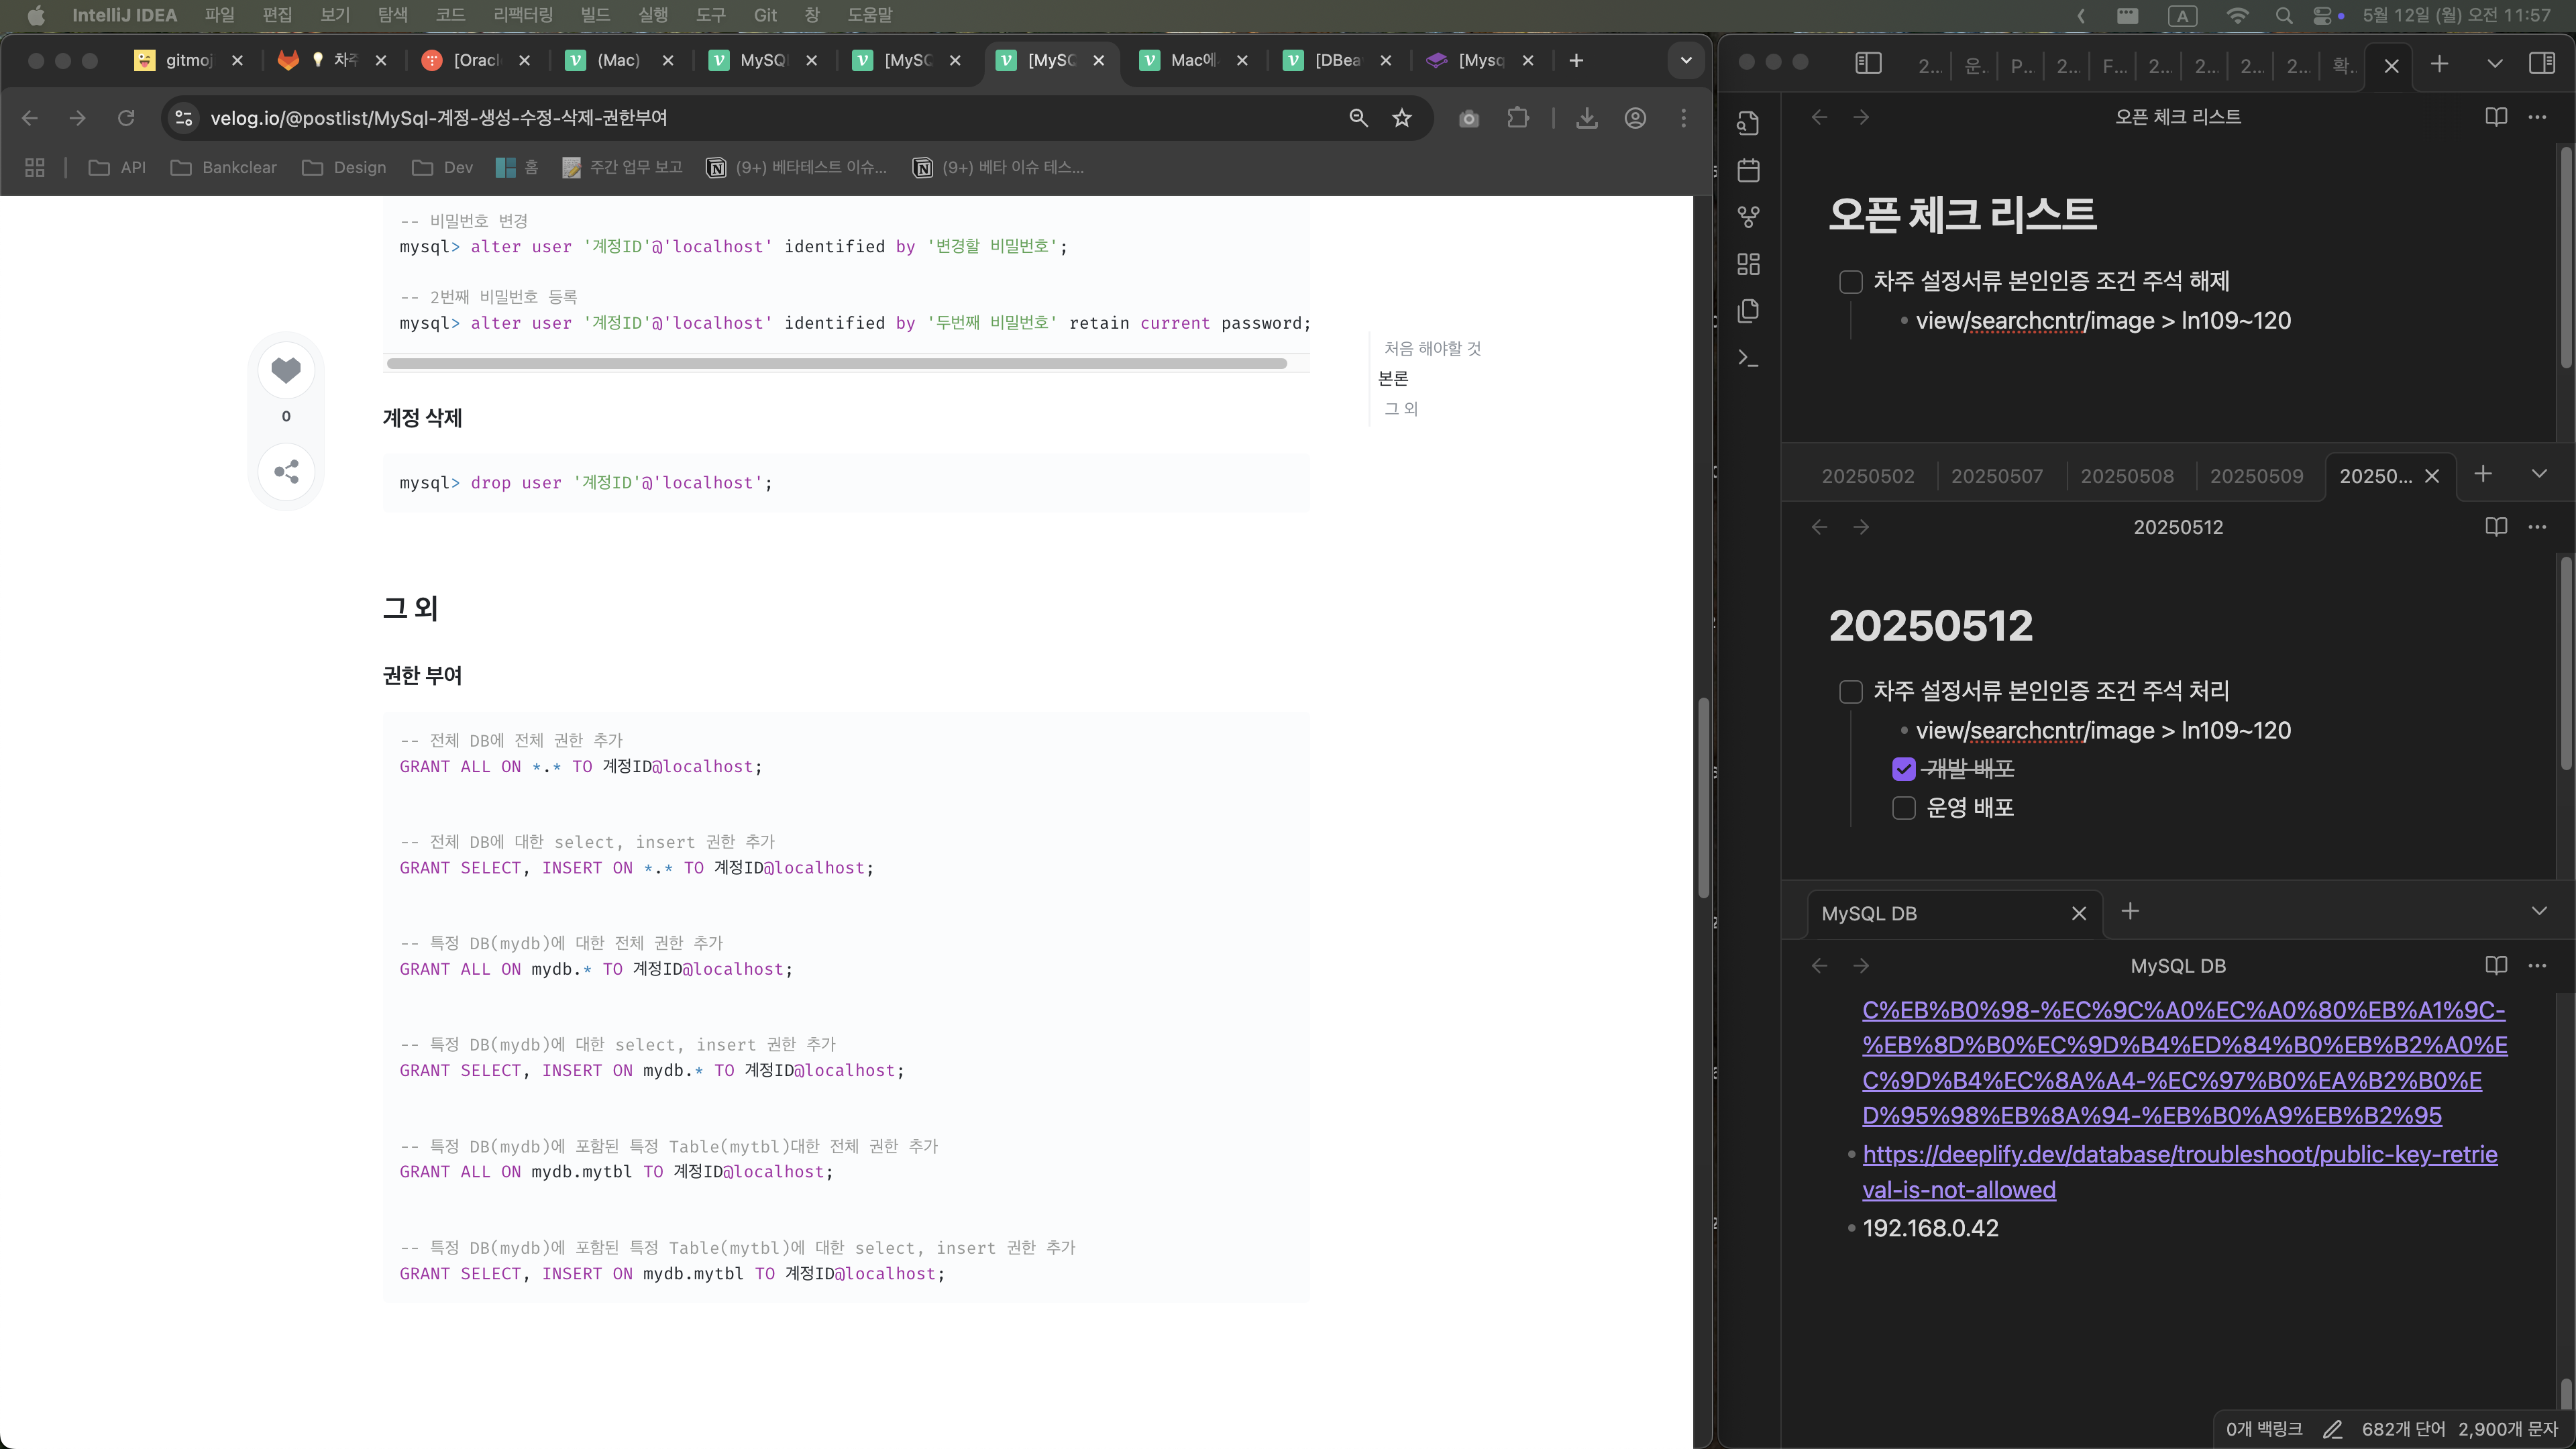 IntelliJ IDEA 파일 편집 보기 탐색 코드 리팩터링 빌드 실행 도구 Git 창 도움말
A 5월 12일 (월) 오전 11:57
gitmoj
차주
[Oracl
(Mac)
MySQL
[MySQ
[MySQ
Mac에
[DBea
[Mysq
velog.io/@postlist/MySql-계정-생성-수정-삭제-권한부여
API Bankclear Design Dev 홈 주간 업무 보고 (9+) 베타테스트 이슈... (9+) 베타 이슈 테스...
-- 비밀번호 변경
mysql> alter user '계정ID'@'localhost' identified by '변경할 비밀번호';
-- 2번째 비밀번호 등록
mysql> alter user '계정ID'@'localhost' identified by '두번째 비밀번호' retain current password;
0
처음 해야할 것
본론
그 외
계정 삭제
mysql> drop user '계정ID'@'localhost';
그 외
권한 부여
-- 전체 DB에 전체 권한 추가
GRANT ALL ON *.* TO 계정ID@localhost;
-- 전체 DB에 대한 select, insert 권한 추가
GRANT SELECT, INSERT ON *.* TO 계정ID@localhost;
-- 특정 DB(mydb)에 대한 전체 권한 추가
GRANT ALL ON mydb.* TO 계정ID@localhost;
-- 특정 DB(mydb)에 대한 select, insert 권한 추가
GRANT SELECT, INSERT ON mydb.* TO 계정ID@localhost;
-- 특정 DB(mydb)에 포함된 특정 Table(mytbl)대한 전체 권한 추가
GRANT ALL ON mydb.mytbl TO 계정ID@localhost;
-- 특정 DB(mydb)에 포함된 특정 Table(mytbl)에 대한 select, insert 권한 추가
GRANT SELECT, INSERT ON mydb.mytbl TO 계정ID@localhost;
2... 운. P... 2... F... 2... 2... 2... 2... 확.
오픈 체크 리스트
오픈 체크 리스트
차주 설정서류 본인인증 조건 주석 해제
view/searchcntr/image > ln109~120
20250502 20250507 20250508 20250509 20250...
20250512
20250512
차주 설정서류 본인인증 조건 주석 처리
view/searchcntr/image > ln109~120
개발 배포
운영 배포
MySQL DB
MySQL DB
C%EB%B0%98-%EC%9C%A0%EC%A0%80%EB%A1%9C-
%EB%8D%B0%EC%9D%B4%ED%84%B0%EB%B2%A0%E
C%9D%B4%EC%8A%A4-%EC%97%B0%EA%B2%B0%E
D%95%98%EB%8A%94-%EB%B0%A9%EB%B2%95
https://deeplify.dev/database/troubleshoot/public-key-retrie
val-is-not-allowed
192.168.0.42
0개 백링크 682개 단어 2,900개 문자